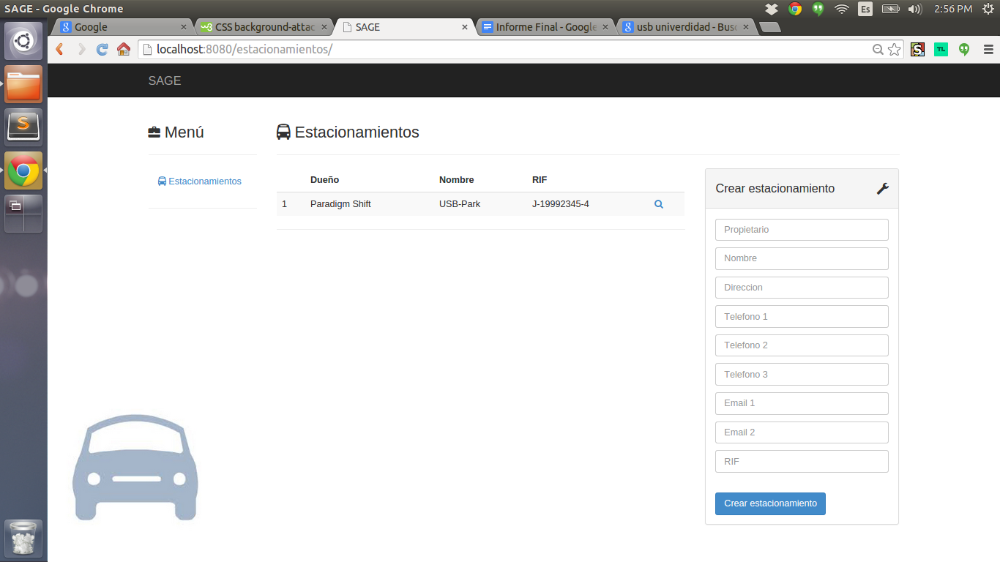 SAGE - Google Chrome
Es
2:56 PM
Google
CSS background-attac
SAGE
Informe Final - Google
usb univerdidad - Busc
localhost:8080/estacionamientos/
SAGE
Menú
Estacionamientos
Estacionamientos
Dueño Nombre RIF
1 Paradigm Shift USB-Park J-19992345-4
Crear estacionamiento
Propietario
Nombre
Direccion
Telefono 1
Telefono 2
Telefono 3
Email 1
Email 2
RIF
Crear estacionamiento